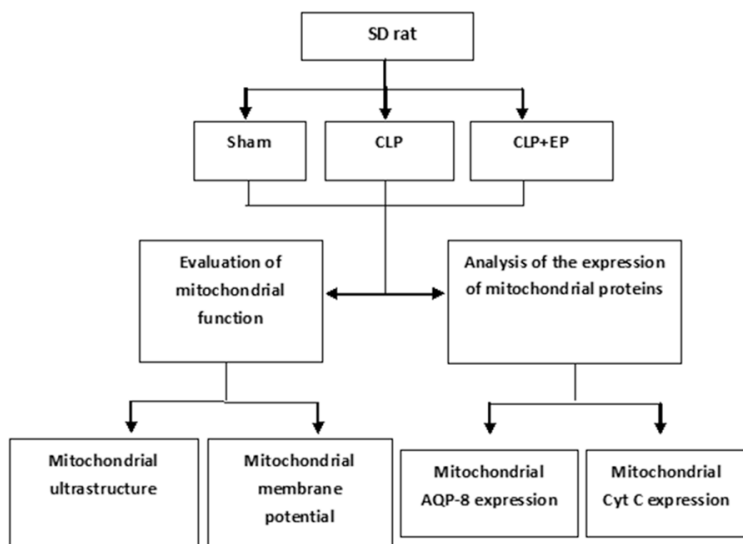 SD rat
Sham
CLP
CLP+EP
Evaluation of
mitochondrial
function
Analysis of the expression
of mitochondrial proteins
Mitochondrial
ultrastructure
Mitochondrial
membrane
potential
Mitochondrial
AQP-8 expression
Mitochondrial
Cyt C expression